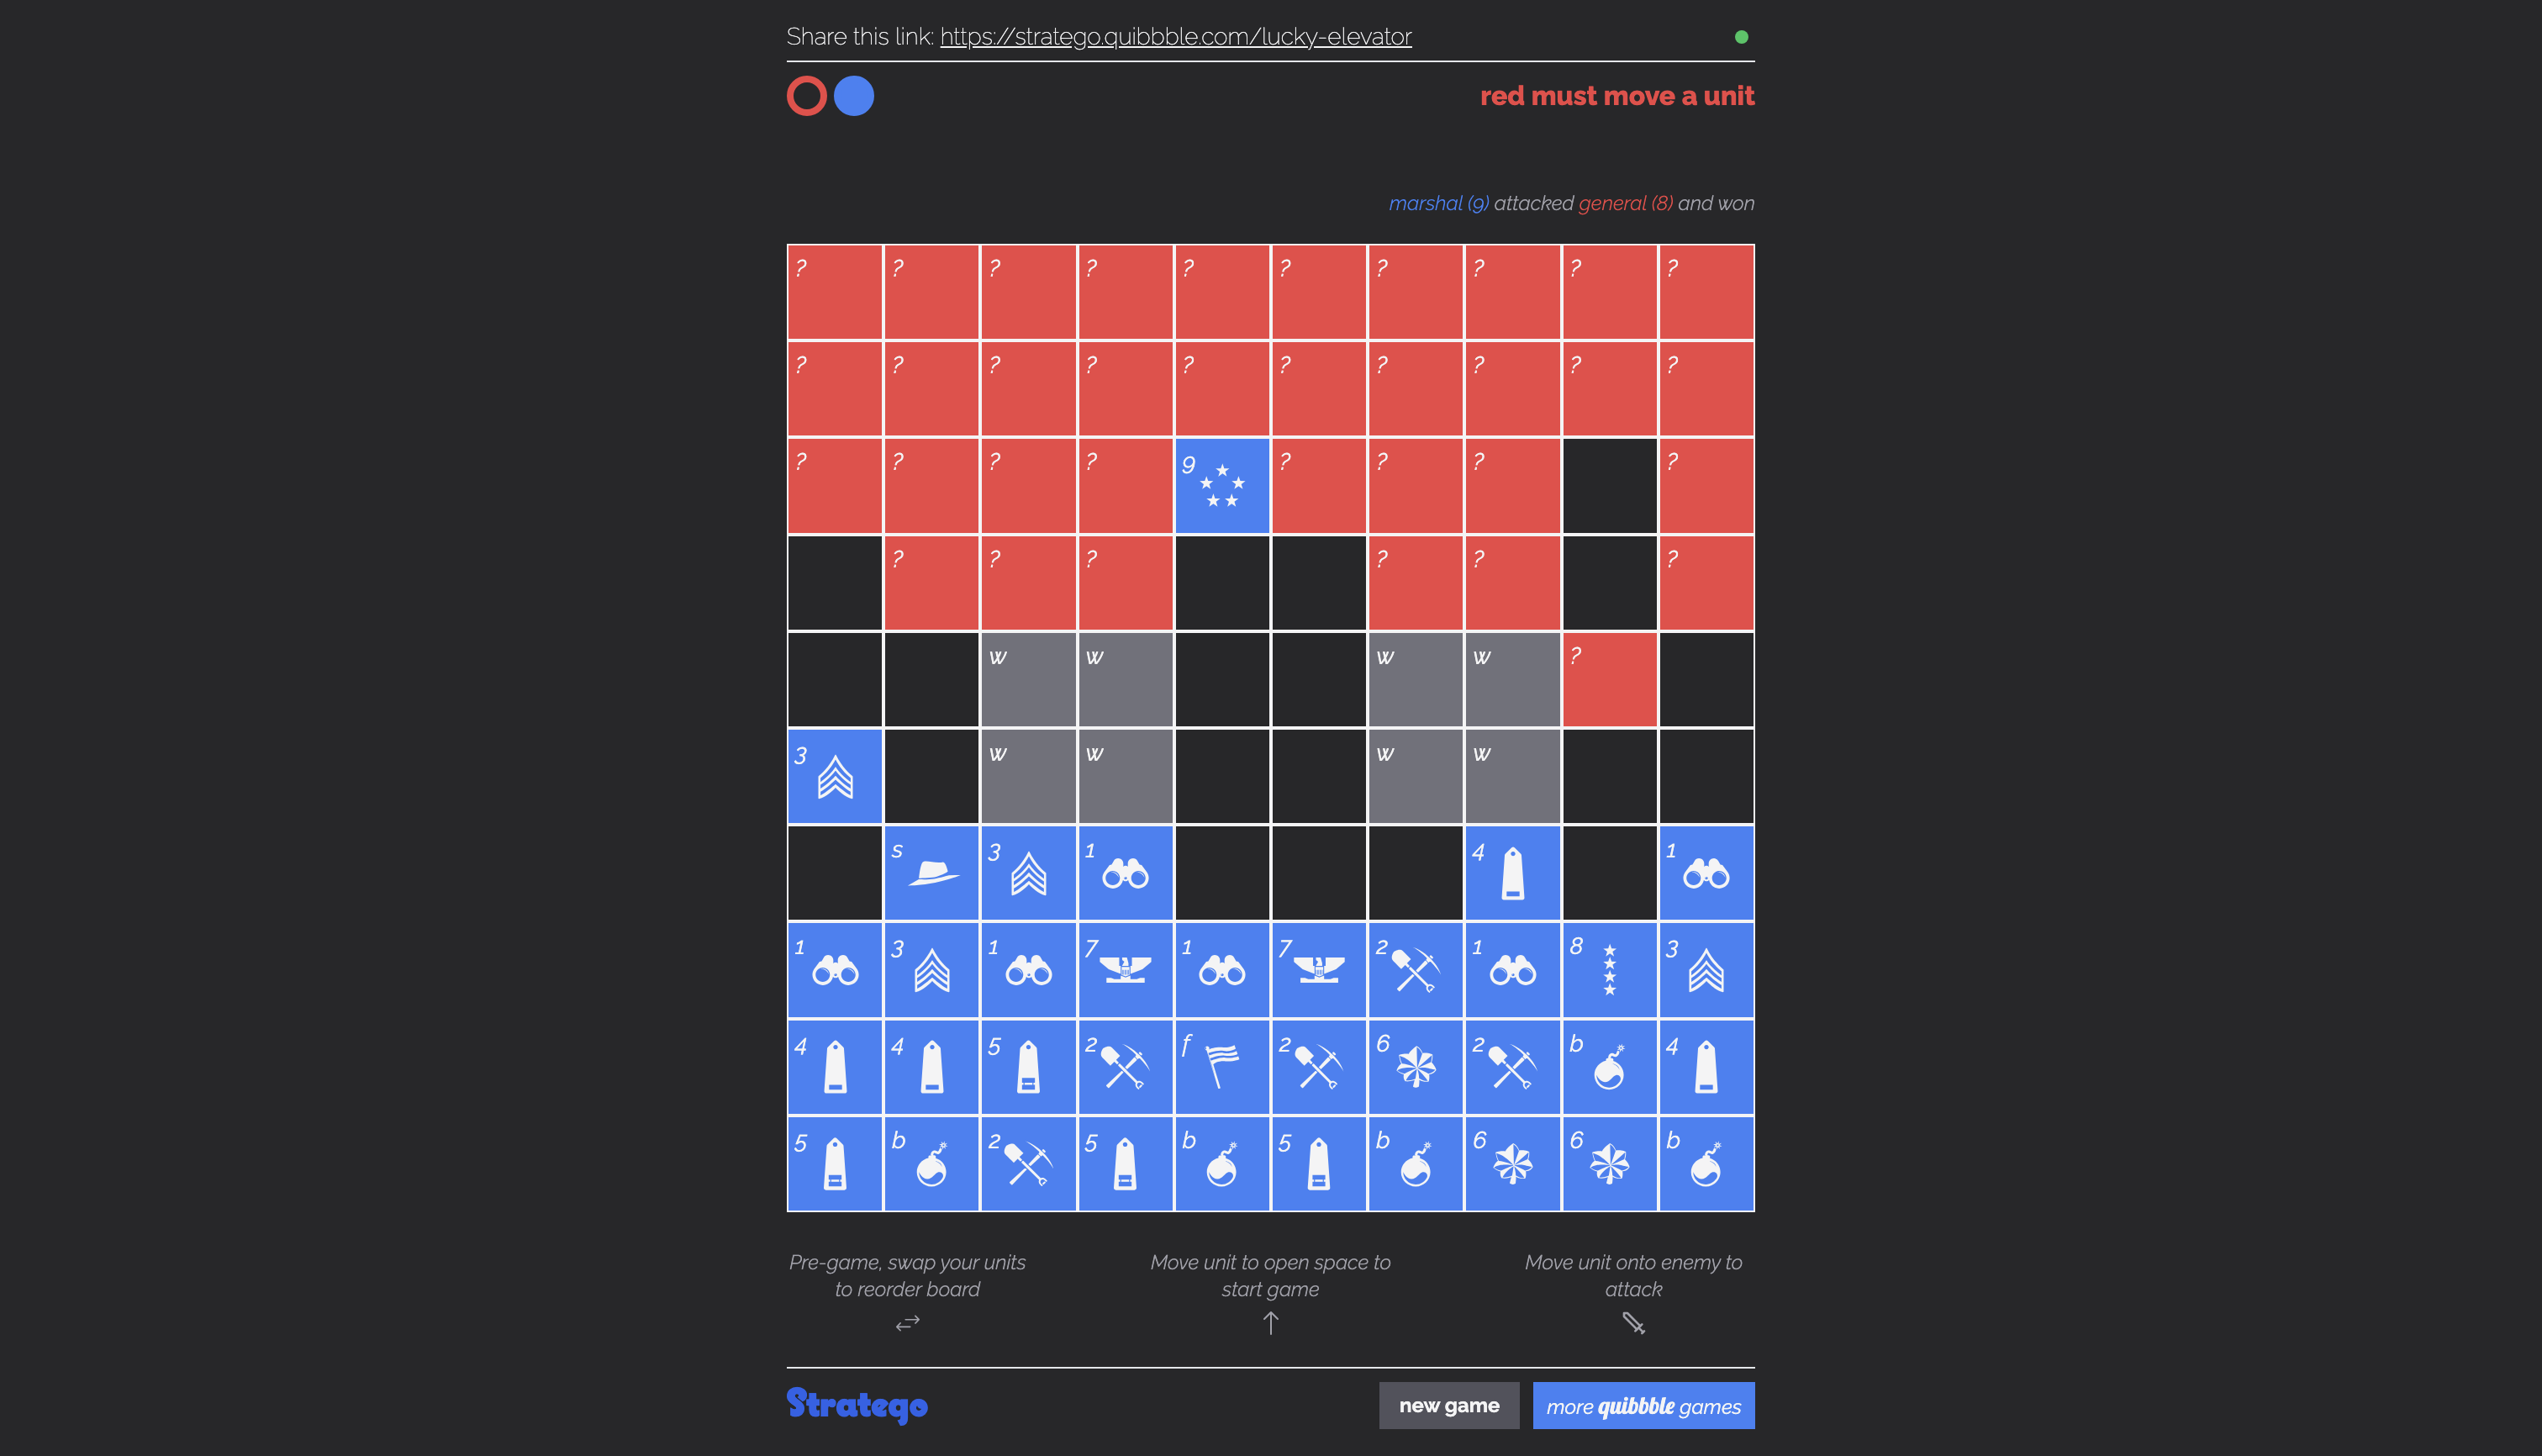 Share this link: https://stratego.quibbble.com/lucky-elevator
red must move a unit
marshal (9) attacked general (8) and won
? ? ? ? ? ? ? ? ? ?
? ? ? ? ? ? ? ? ? ?
? ? ? ? 9 ? ? ? ?
? ? ? ? ? ?
w w w w ?
3 w w w w
s 3 1 4 1
1 3 1 7 1 7 2 1 8 3
4 4 5 2 f 2 6 2 b 4
5 b 2 5 b 5 b 6 6 b
Pre-game, swap your units
to reorder board
Move unit to open space to
start game
Move unit onto enemy to
attack
Stratego
new game
more quibbble games